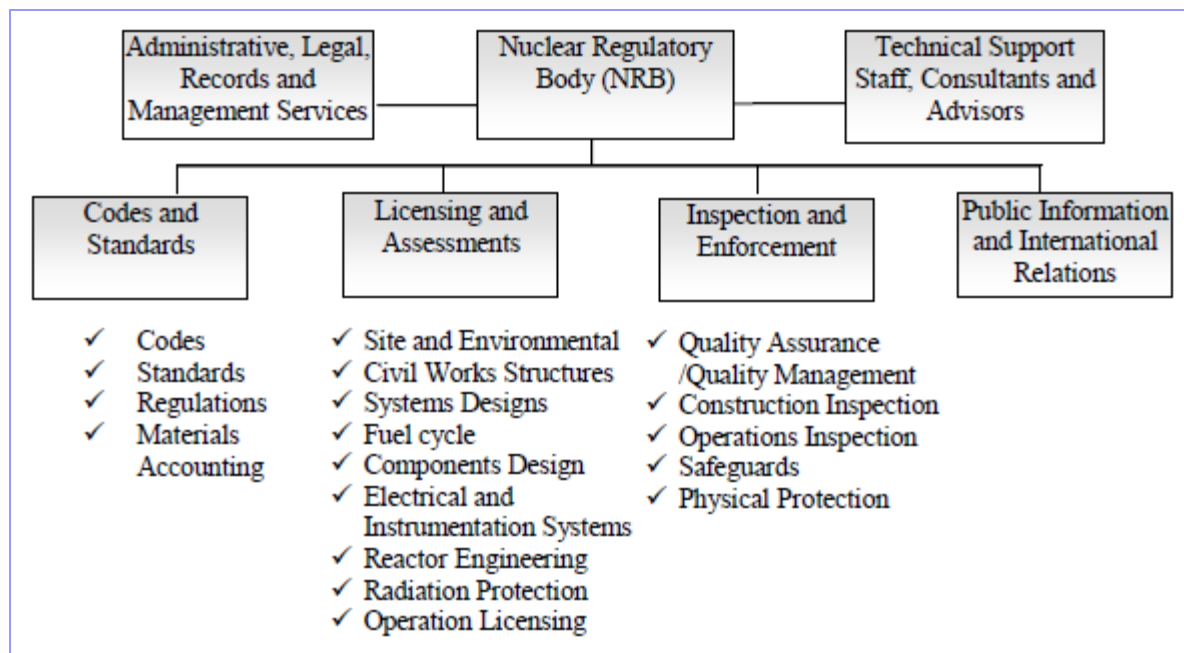 Administrative, Legal,
Records and
Management Services
Nuclear Regulatory
Body (NRB)
Technical Support
Staff, Consultants and
Advisors
Codes and
Standards
Licensing and
Assessments
Inspection and
Enforcement
Public Information
and International
Relations
✓ Codes
✓ Standards
✓ Regulations
✓ Materials
Accounting
✓ Site and Environmental
✓ Civil Works Structures
✓ Systems Designs
✓ Fuel cycle
✓ Components Design
✓ Electrical and
Instrumentation Systems
✓ Reactor Engineering
✓ Radiation Protection
✓ Operation Licensing
✓ Quality Assurance
/Quality Management
✓ Construction Inspection
✓ Operations Inspection
✓ Safeguards
✓ Physical Protection